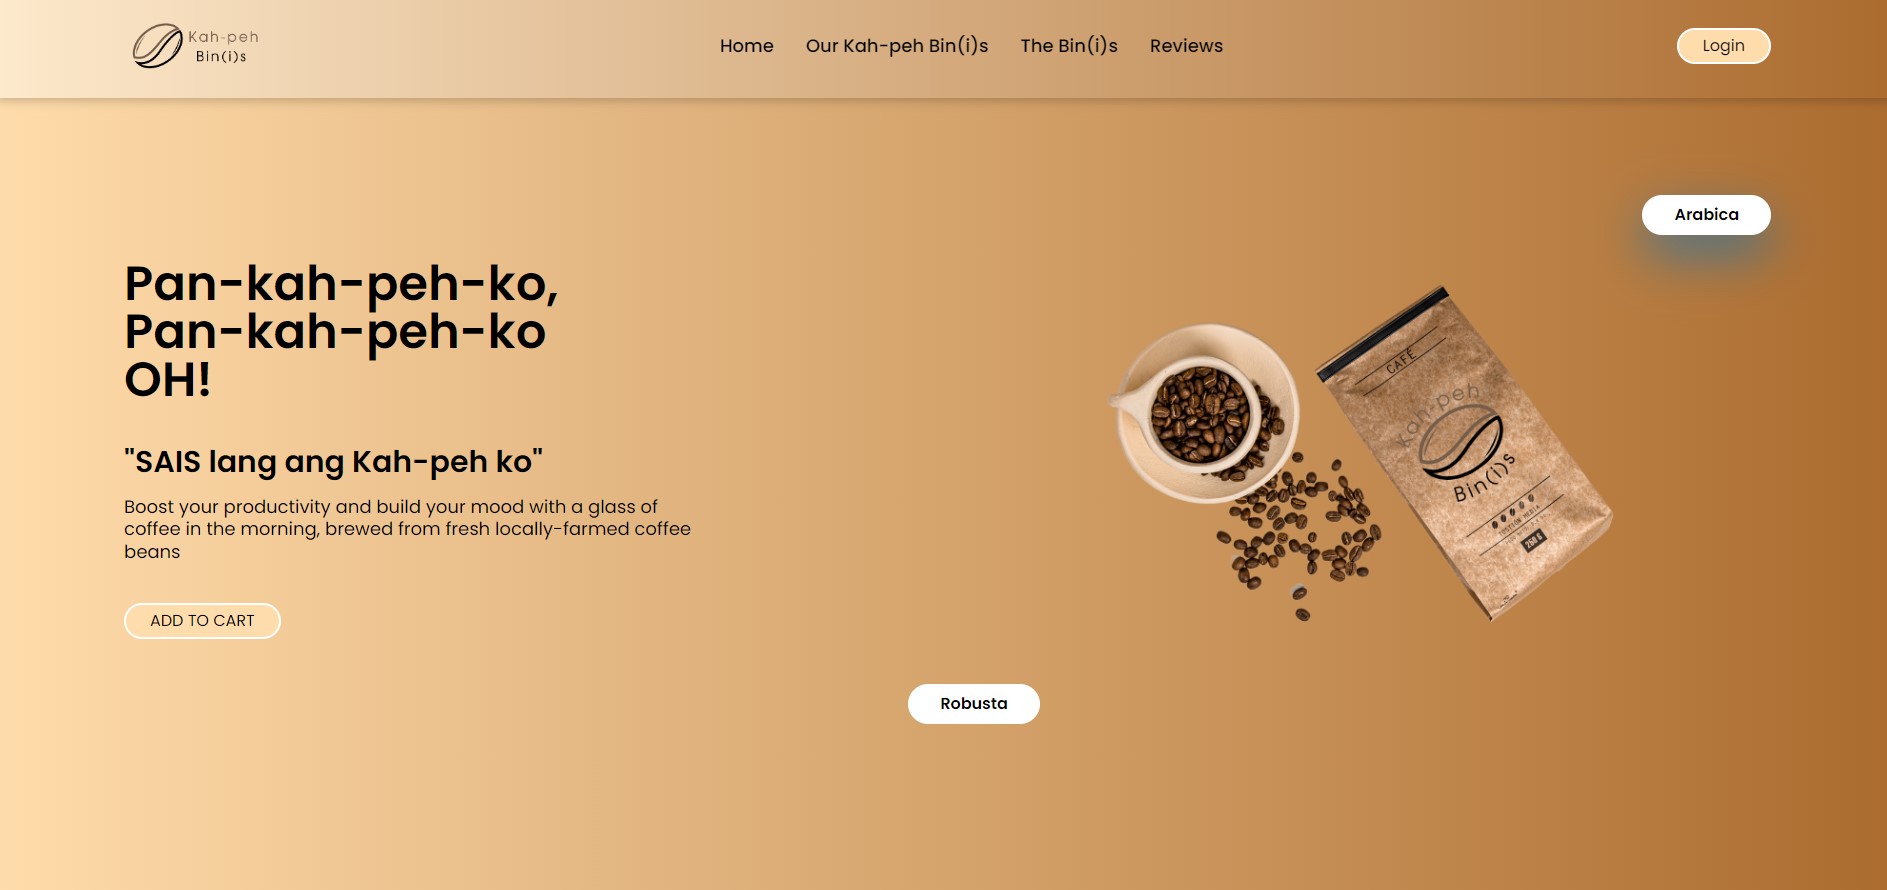 Kah-peh
Bin(i)s
Home
Our Kah-peh Bin(i)s
The Bin(i)s
Reviews
Login
Arabica
Pan-kah-peh-ko,
Pan-kah-peh-ko
OH!
"SAIS lang ang Kah-peh ko"
Boost your productivity and build your mood with a glass of
coffee in the morning, brewed from fresh locally-farmed coffee
beans
ADD TO CART
CAFÉ
Kah-peh
Bin(i)s
250 G
Robusta